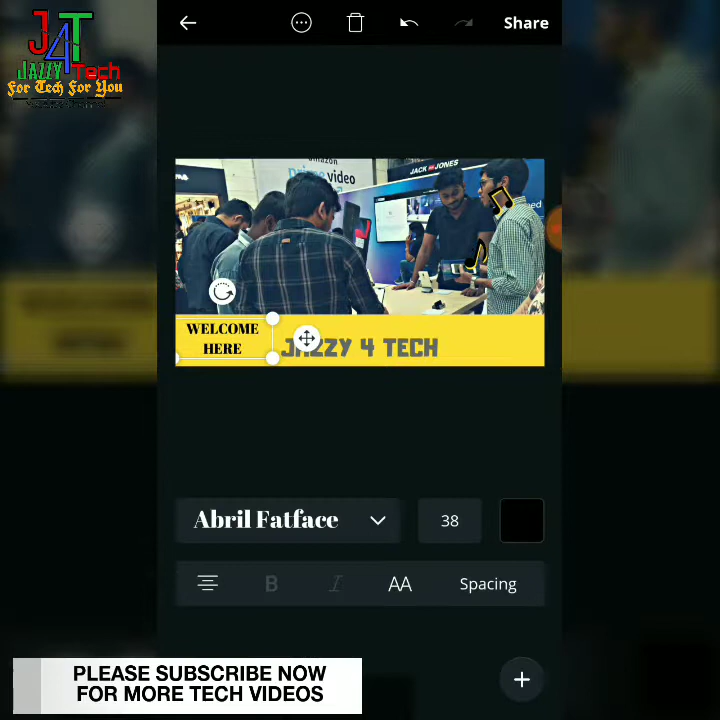 J4T
JAZZY Tech
For Tech For You
Share
amazon
prime video
JACK JONES
WELCOME
HERE
JAZZY 4 TECH
Abril Fatface
38
B I AA Spacing
PLEASE SUBSCRIBE NOW
FOR MORE TECH VIDEOS